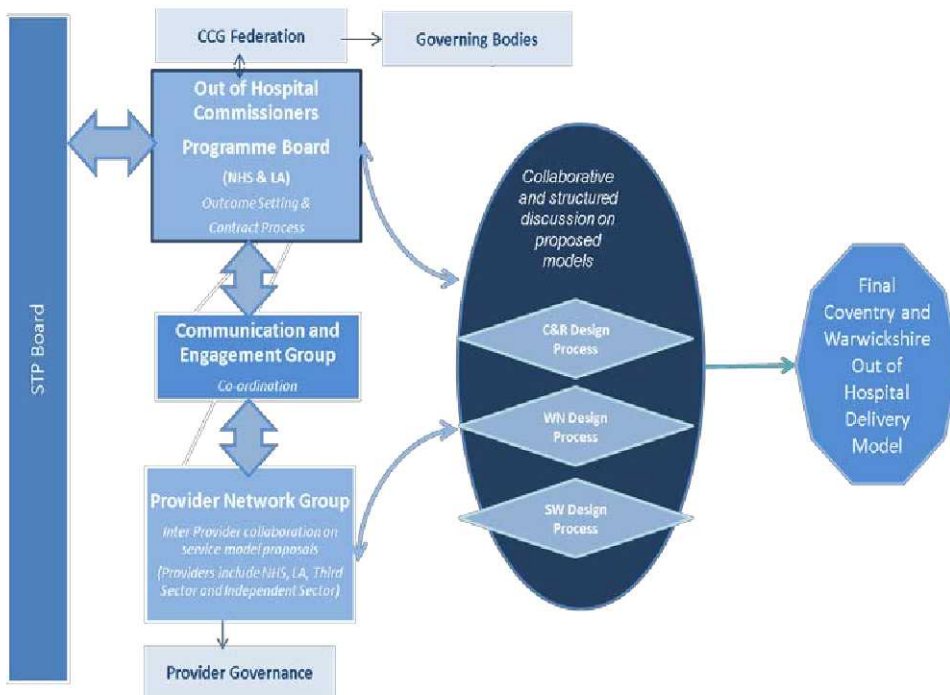 STP Board
CCG Federation
Governing Bodies
Out of Hospital
Commissioners
Programme Board
(NHS & LA)
Outcome Setting &
Contract Process
Communication and
Engagement Group
Co-ordination
Provider Network Group
Inter Provider collaboration on
service model proposals
(Providers include NHS, LA, Third
Sector and Independent Sector)
Provider Governance
Collaborative
and structured
discussion on
proposed
models
C&R Design
Process
WN Design
Process
SW Design
Process
Final
Coventry and
Warwickshire
Out of
Hospital
Delivery
Model